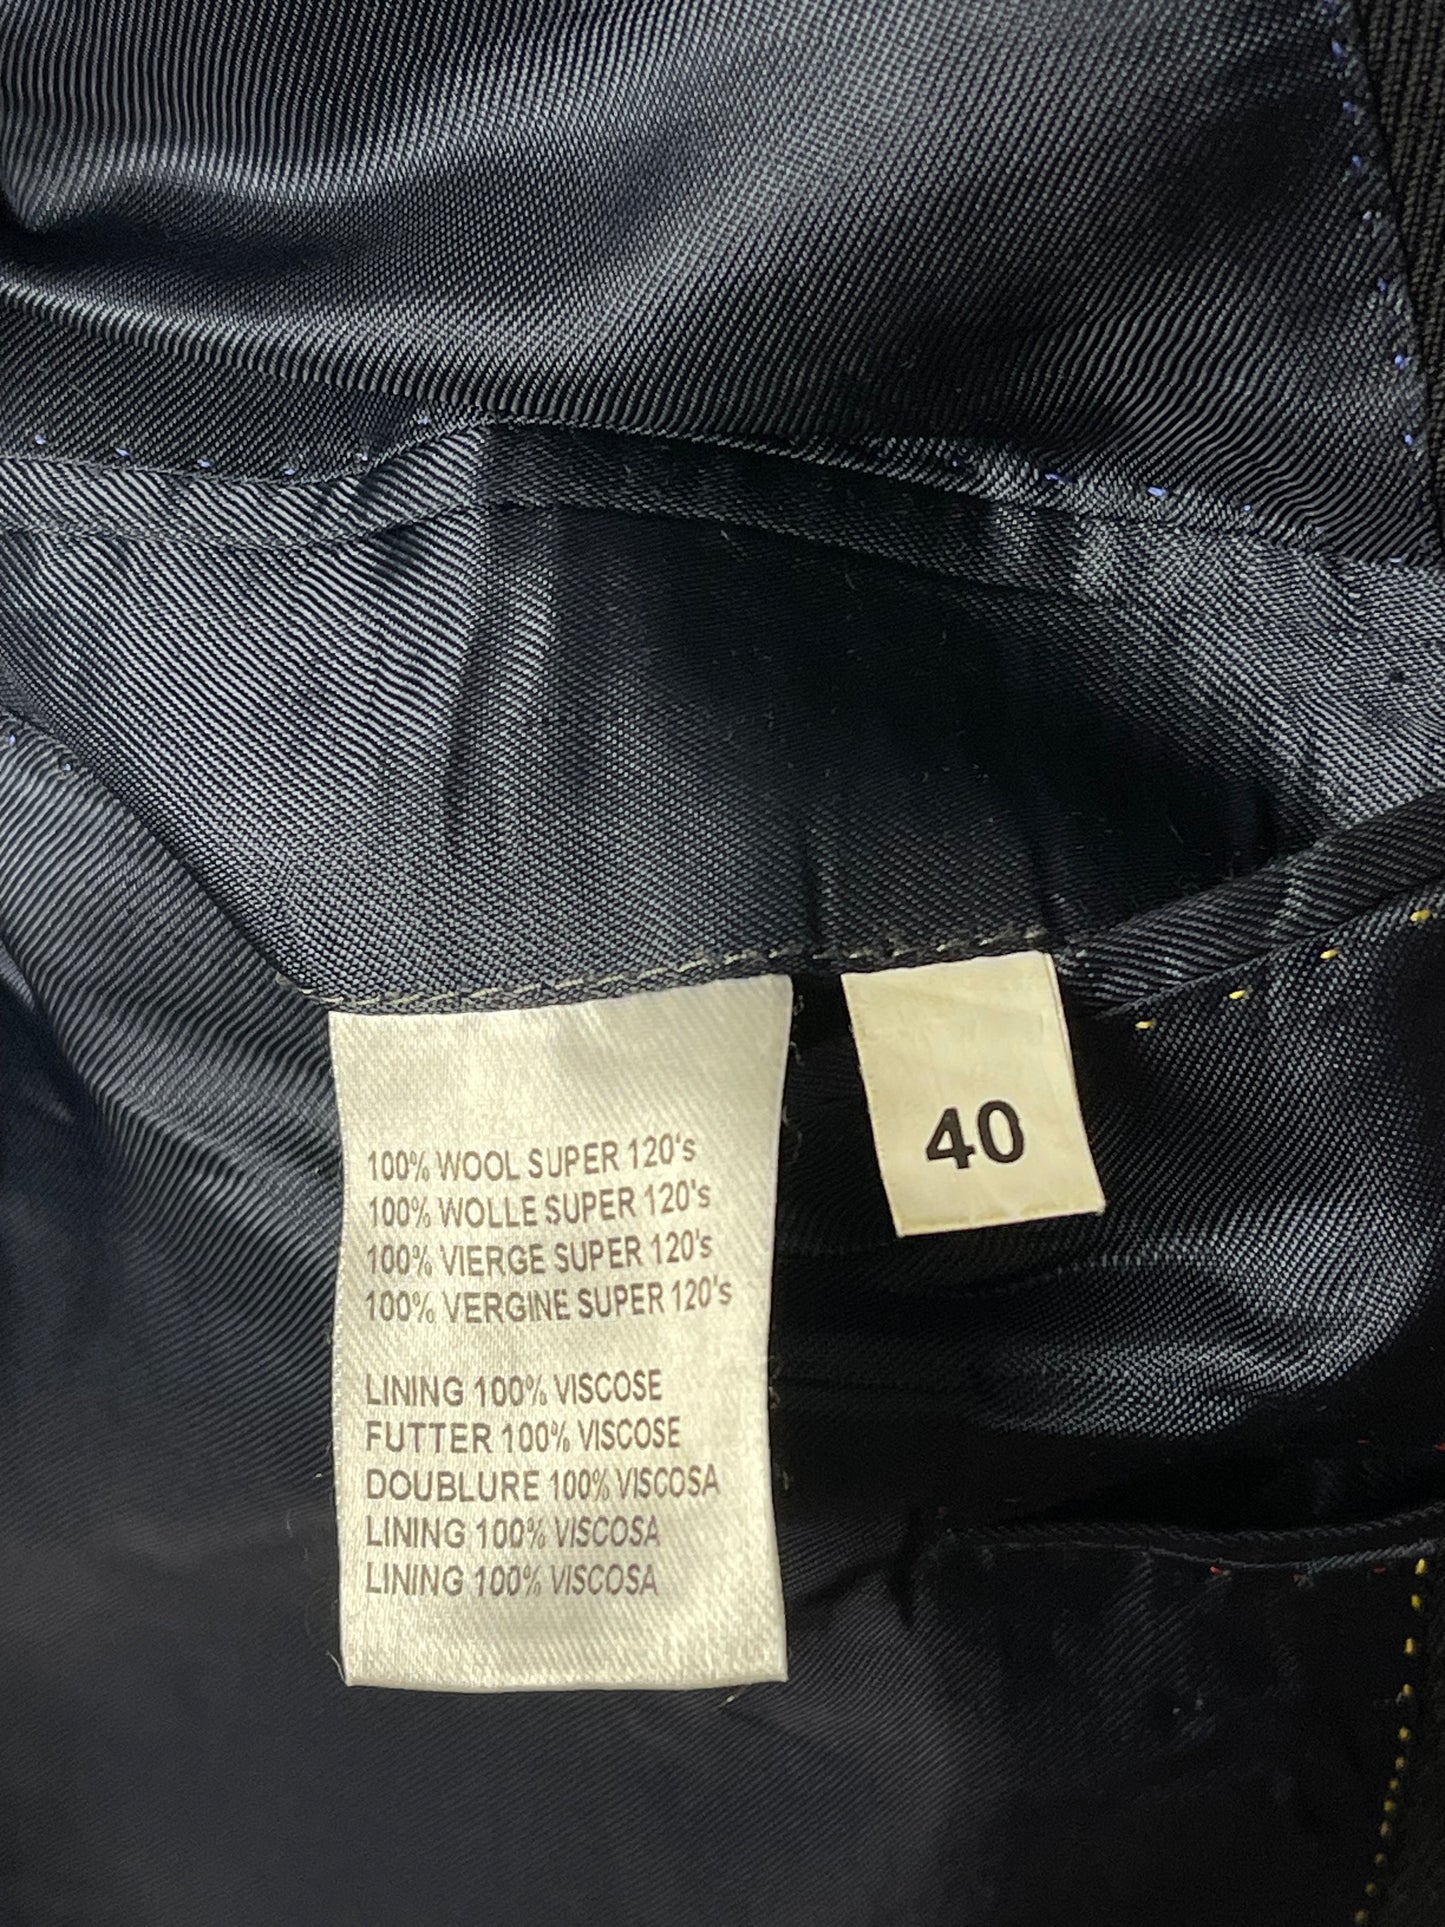 100% WOOL SUPER 120's
100% WOLLE SUPER 120's
100% VIERGE SUPER 120's
100% VERGINE SUPER 120's
LINING 100% VISCOSE
FUTTER 100% VISCOSE
DOUBLURE 100% VISCOSA
LINING 100% VISCOSA
LINING 100% VISCOSA
40